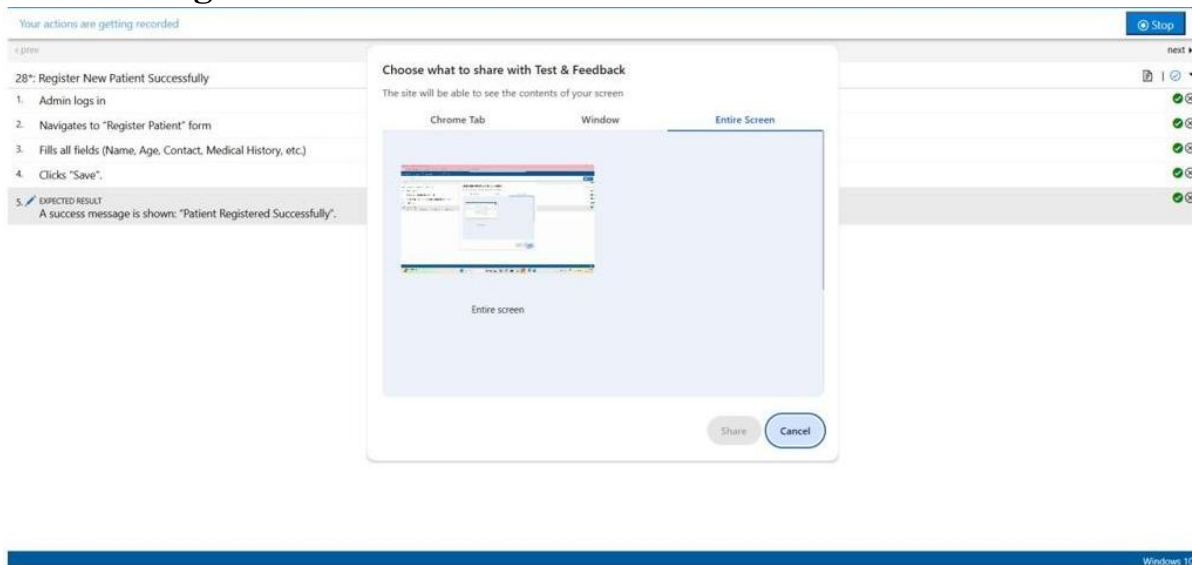 Your actions are getting recorded
Stop
prev
next
28*: Register New Patient Successfully
1. Admin logs in
2. Navigates to "Register Patient" form
3. Fills all fields (Name, Age, Contact, Medical History, etc.)
4. Clicks "Save".
5. EXPECTED RESULT
A success message is shown: "Patient Registered Successfully".
Choose what to share with Test & Feedback
The site will be able to see the contents of your screen
Chrome Tab Window Entire Screen
Entire screen
Share Cancel
Windows 10